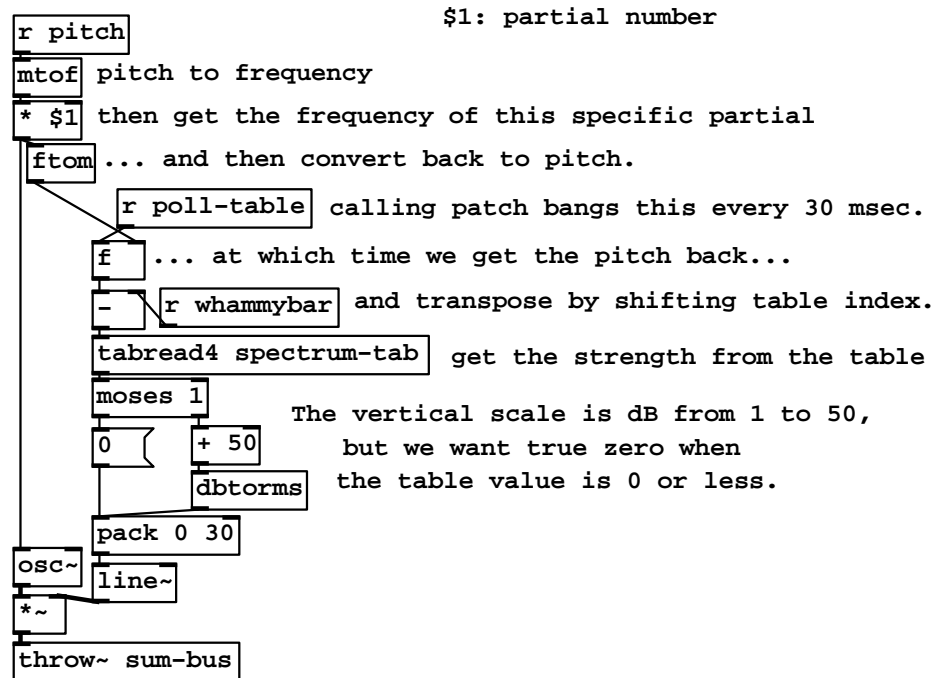 $1: partial number
r pitch
mtof pitch to frequency
* $1 then get the frequency of this specific partial
ftom ... and then convert back to pitch.
r poll-table calling patch bangs this every 30 msec.
f ... at which time we get the pitch back...
- r whammybar and transpose by shifting table index.
tabread4 spectrum-tab get the strength from the table
moses 1
The vertical scale is dB from 1 to 50,
0 + 50 but we want true zero when
dbtorms the table value is 0 or less.
pack 0 30
osc~
line~
*~
throw~ sum-bus